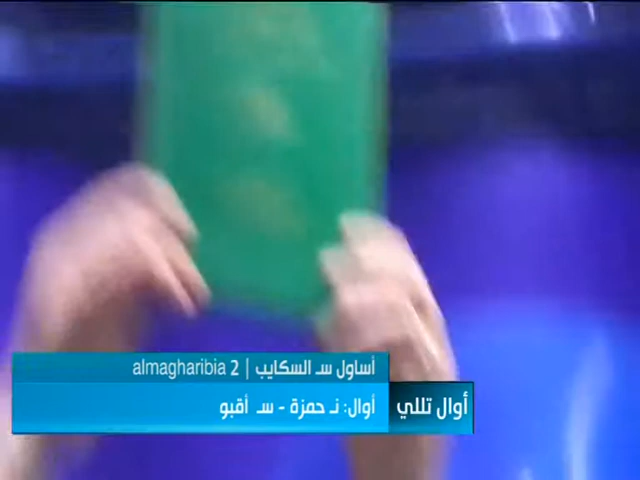 أساول سـ السكايب | almagharibia 2
أوال: نـ حمزة - سـ أقبو
أوال تللي